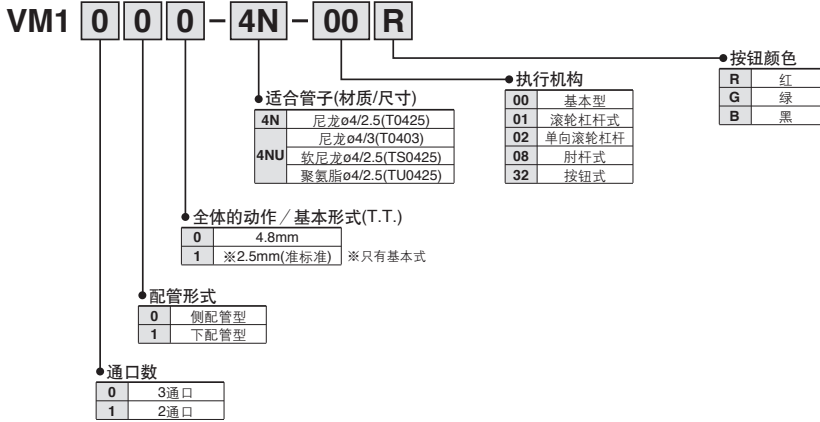 VM1 0 0 0 - 4N - 00 R
按钮颜色
R 红
G 绿
B 黑
执行机构
00 基本型
01 滚轮杠杆式
02 单向滚轮杠杆
08 肘杆式
32 按钮式
适合管子(材质/尺寸)
4N 尼龙ø4/2.5(T0425)
4NU 尼龙ø4/3(T0403)
软尼龙ø4/2.5(TS0425)
聚氨脂ø4/2.5(TU0425)
全体的动作/基本形式(T.T.)
0 4.8mm
1 ※2.5mm(准标准) ※只有基本式
配管形式
0 侧配管型
1 下配管型
通口数
0 3通口
1 2通口